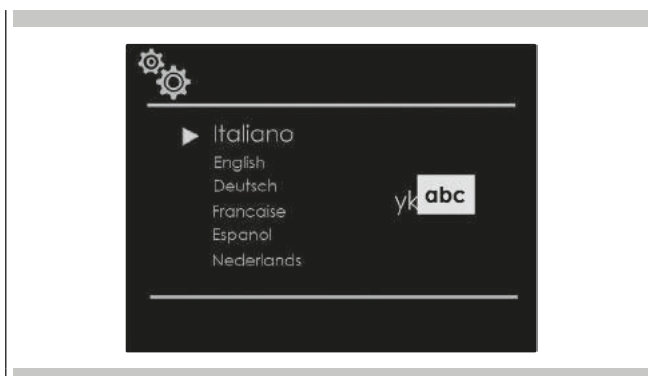 Italiano
English
Deutsch
Francaise
Espanol
Nederlands
yk abc